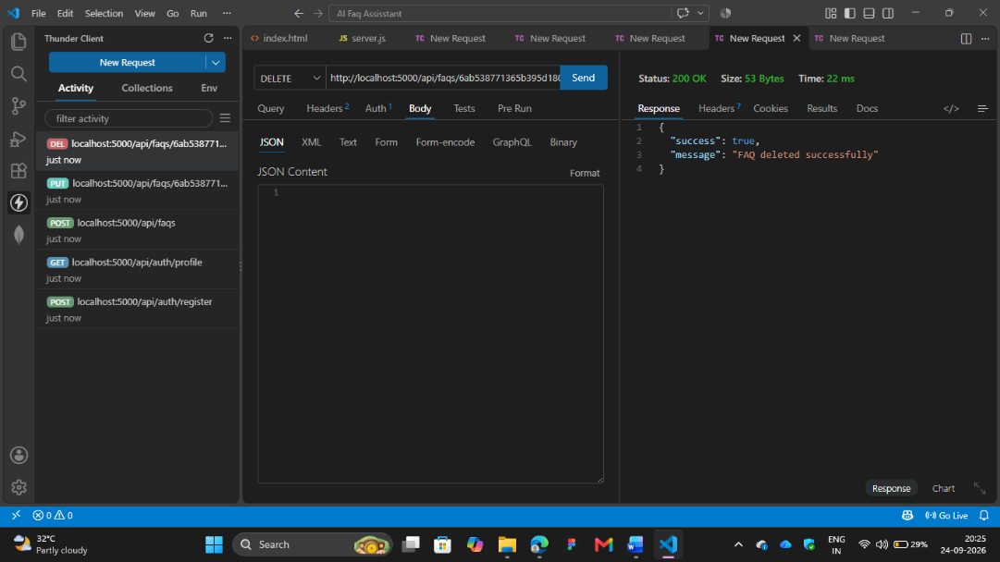 File Edit Selection View Go Run ···
AI Faq Assisstant
Thunder Client
New Request
Activity Collections Env
filter activity
DEL localhost:5000/api/faqs/6ab538771...
just now
PUT localhost:5000/api/faqs/6ab538771...
just now
POST localhost:5000/api/faqs
just now
GET localhost:5000/api/auth/profile
just now
POST localhost:5000/api/auth/register
just now
<> index.html JS server.js TC New Request TC New Request TC New Request TC New Request TC New Request
DELETE http://localhost:5000/api/faqs/6ab538771365b395d180 Send
Query Headers 2 Auth 1 Body Tests Pre Run
JSON XML Text Form Form-encode GraphQL Binary
JSON Content Format
1
Status: 200 OK Size: 53 Bytes Time: 22 ms
Response Headers 7 Cookies Results Docs </>
1 {
2 "success": true,
3 "message": "FAQ deleted successfully"
4 }
Response Chart
0 0 Go Live
32°C
Partly cloudy
Search
ENG
IN
29%
20:25
24-09-2026